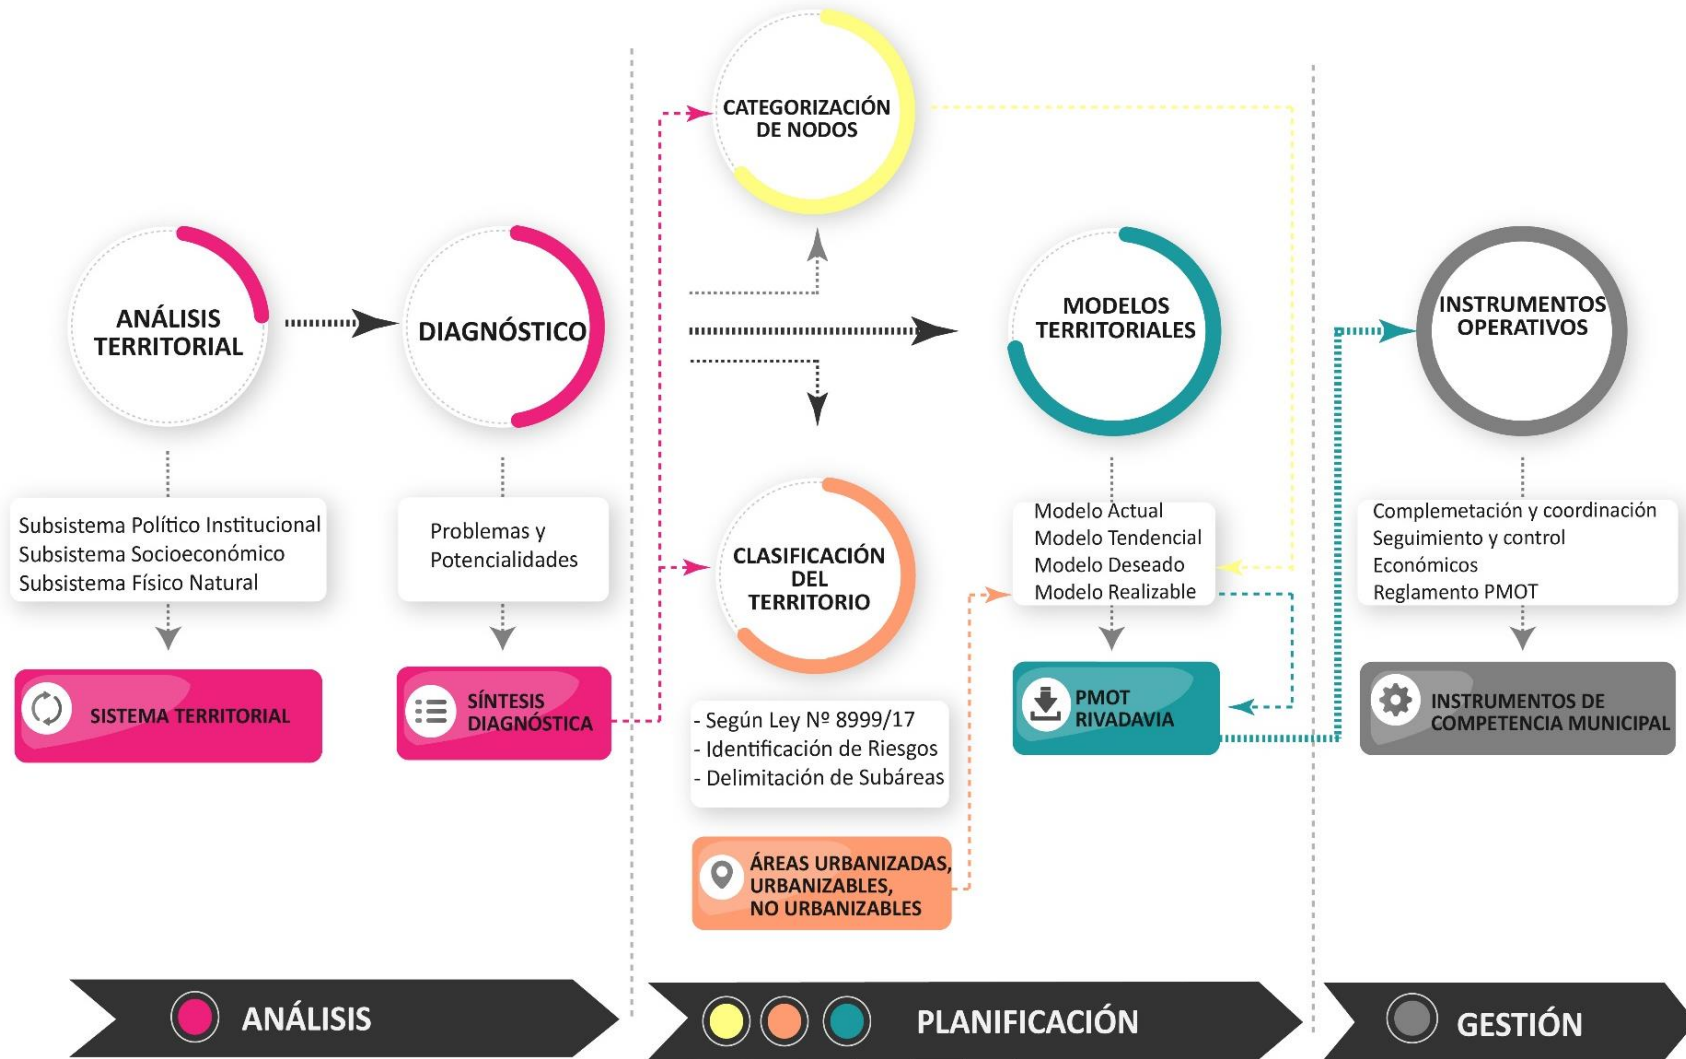 CATEGORIZACIÓN
DE NODOS
ANÁLISIS
TERRITORIAL
DIAGNÓSTICO
MODELOS
TERRITORIALES
INSTRUMENTOS
OPERATIVOS
Subsistema Político Institucional
Subsistema Socioeconómico
Subsistema Físico Natural
Problemas y
Potencialidades
CLASIFICACIÓN
DEL
TERRITORIO
Modelo Actual
Modelo Tendencial
Modelo Deseado
Modelo Realizable
Complemetación y coordinación
Seguimiento y control
Económicos
Reglamento PMOT
SISTEMA TERRITORIAL
SÍNTESIS
DIAGNÓSTICA
- Según Ley Nº 8999/17
- Identificación de Riesgos
- Delimitación de Subáreas
PMOT
RIVADAVIA
INSTRUMENTOS DE
COMPETENCIA MUNICIPAL
ÁREAS URBANIZADAS,
URBANIZABLES,
NO URBANIZABLES
ANÁLISIS
PLANIFICACIÓN
GESTIÓN